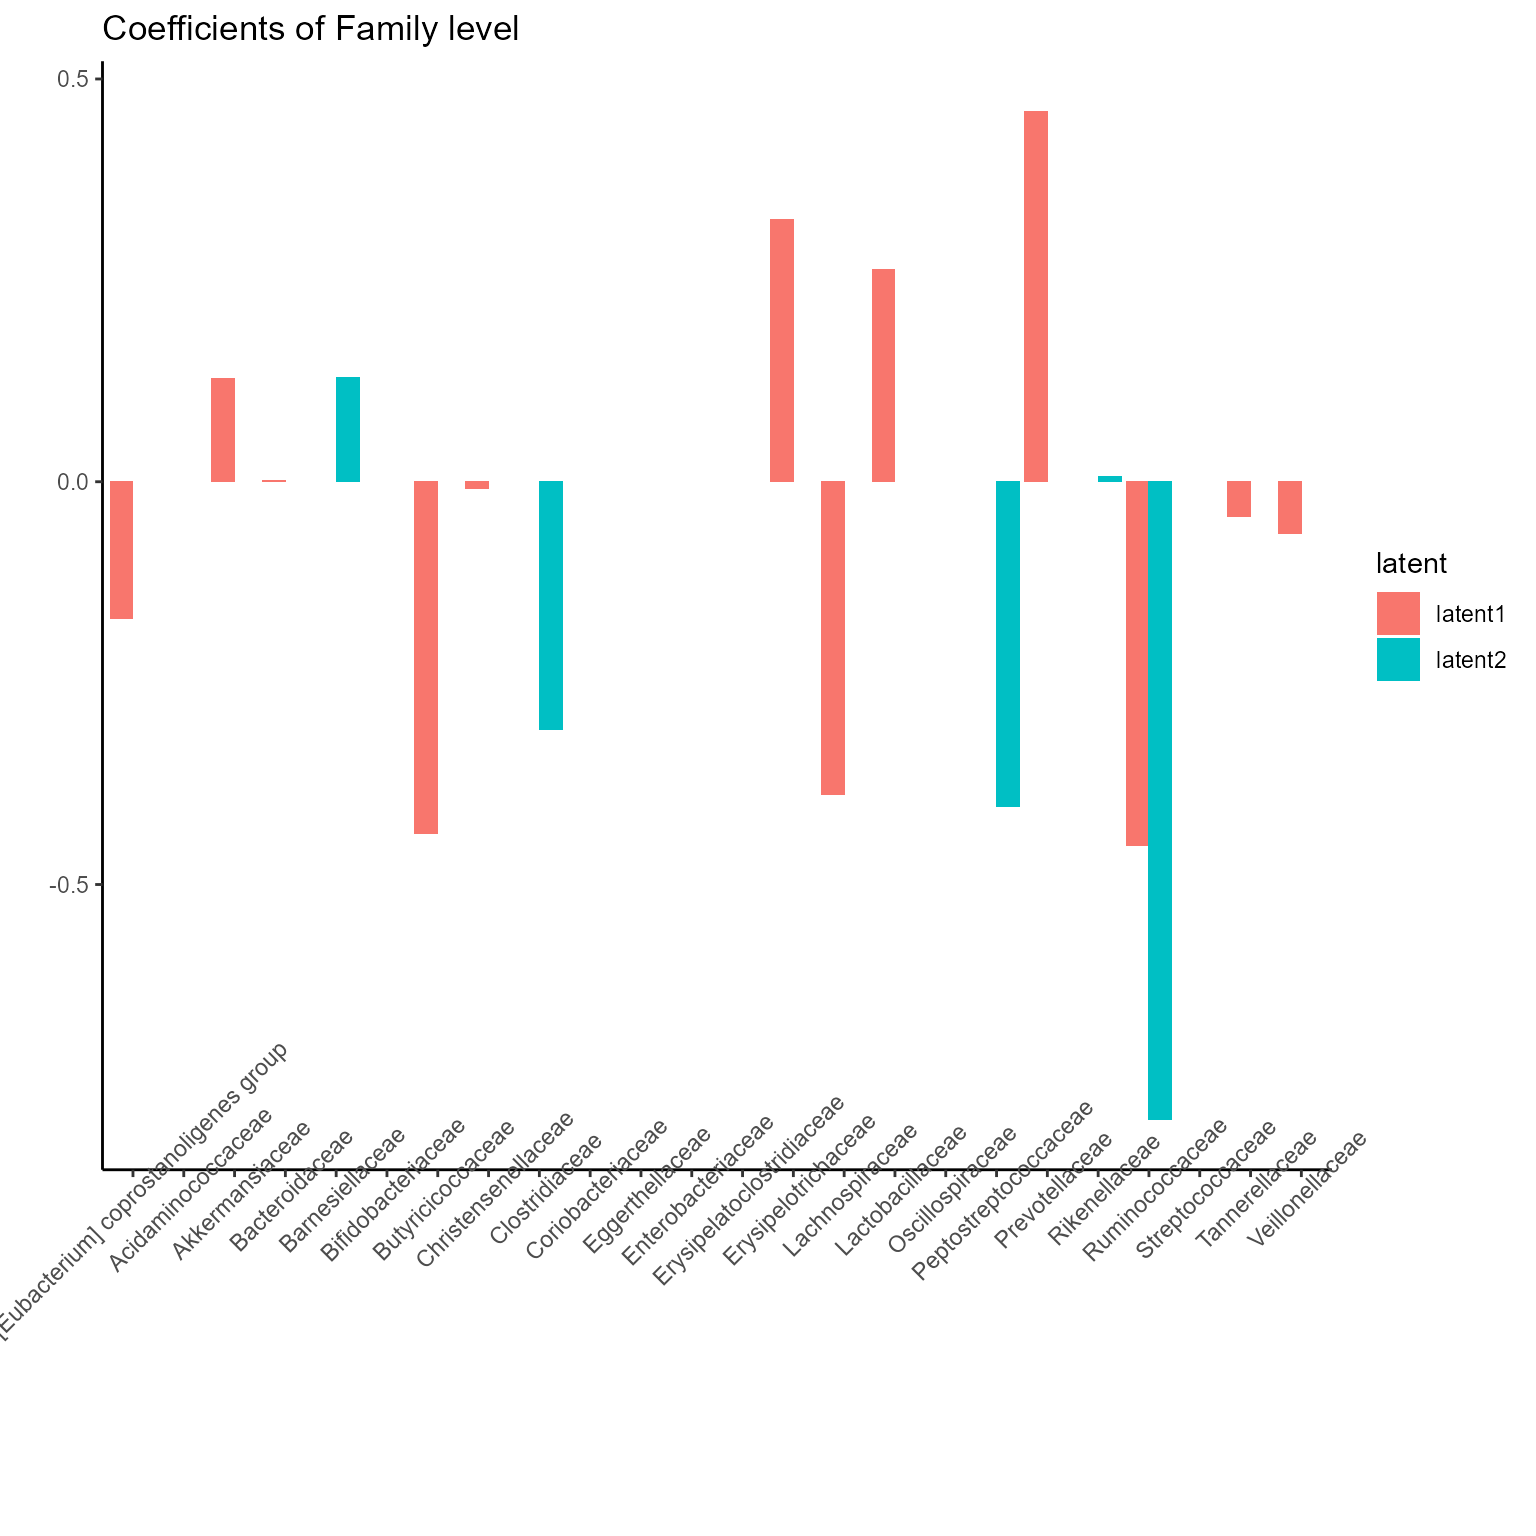 Coefficients of Family level
0.5
0.0
-0.5
[Eubacterium] coprostanoligenes group
Acidaminococcaceae
Akkermansiaceae
Bacteroidaceae
Barnesiellaceae
Bifidobacteriaceae
Butyricicoccaceae
Christensenellaceae
Clostridiaceae
Coriobacteriaceae
Eggerthellaceae
Enterobacteriaceae
Erysipelatoclostridiaceae
Erysipelotrichaceae
Lachnospiraceae
Lactobacillaceae
Oscillospiraceae
Peptostreptococcaceae
Prevotellaceae
Rikenellaceae
Ruminococcaceae
Streptococcaceae
Tannerellaceae
Veillonellaceae
latent
latent1
latent2